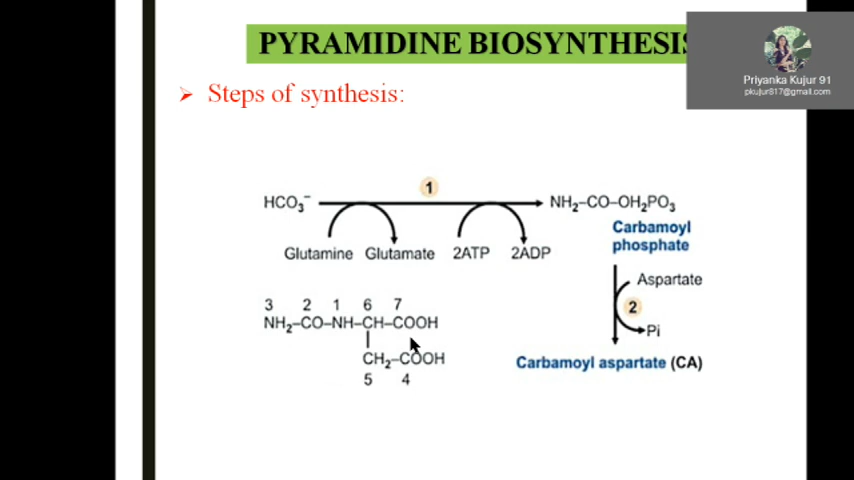 PYRAMIDINE BIOSYNTHESIS
Priyanka Kujur 91
pkujur817@gmail.com
➤ Steps of synthesis:
1
HCO₃⁻ NH₂–CO–OH₂PO₃
Carbamoyl
phosphate
Glutamine Glutamate 2ATP 2ADP
Aspartate
2
Pi
Carbamoyl aspartate (CA)
3 2 1 6 7
NH₂–CO–NH–CH–COOH
CH₂–COOH
5 4